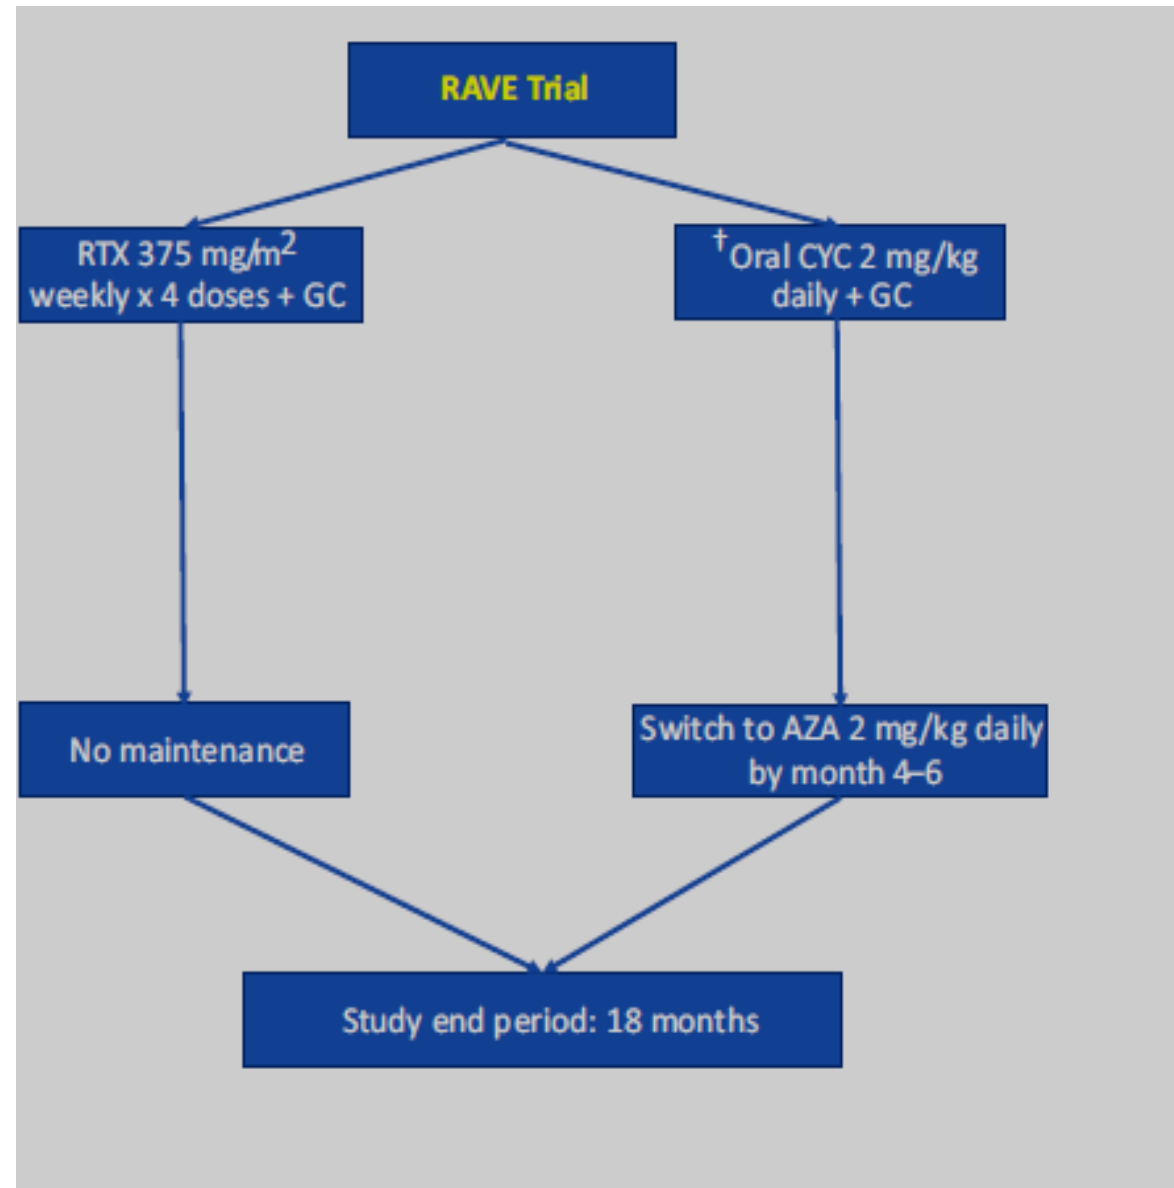 RAVE Trial
RTX 375 mg/m²
weekly x 4 doses + GC
†Oral CYC 2 mg/kg
daily + GC
No maintenance
Switch to AZA 2 mg/kg daily
by month 4–6
Study end period: 18 months